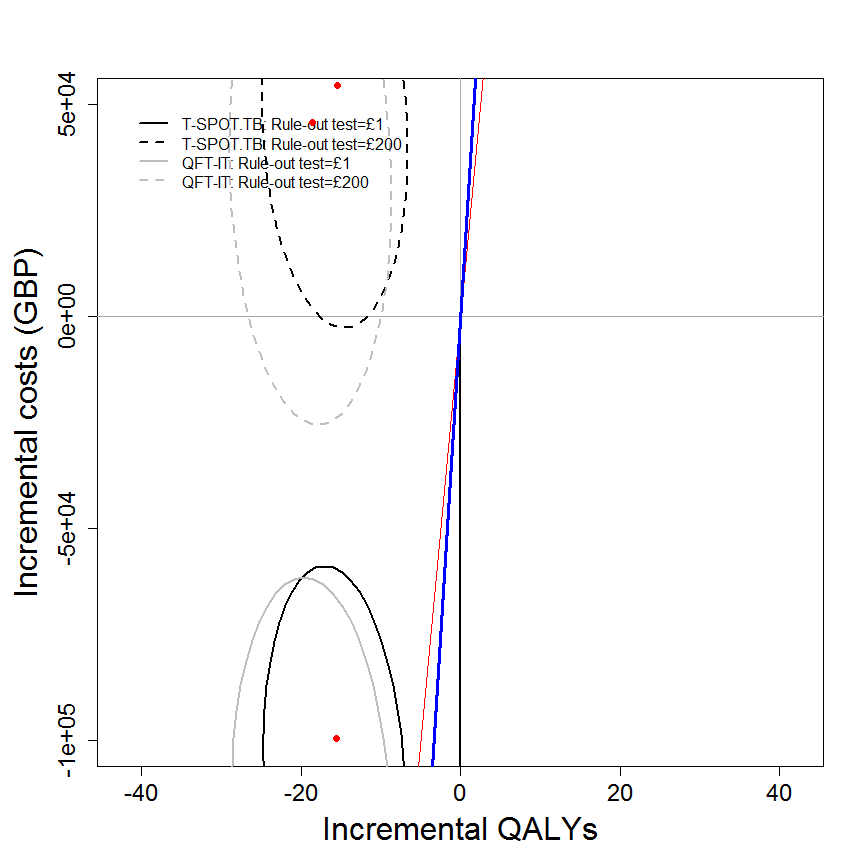 5e+04
0e+00
-5e+04
-1e+05
Incremental costs (GBP)
T-SPOT.TB: Rule-out test=£1
T-SPOT.TB: Rule-out test=£200
QFT-IT: Rule-out test=£1
QFT-IT: Rule-out test=£200
-40 -20 0 20 40
Incremental QALYs